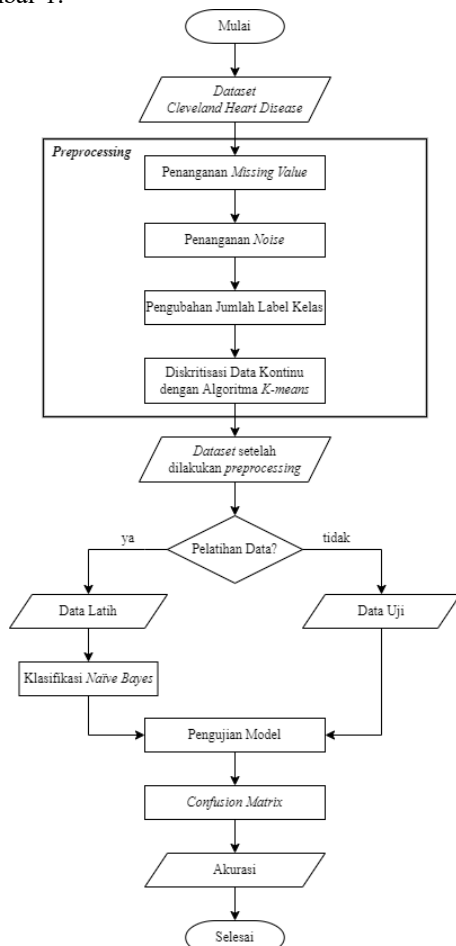 Mulai
Dataset
Cleveland Heart Disease
Preprocessing
Penanganan Missing Value
Penanganan Noise
Pengubahan Jumlah Label Kelas
Diskritisasi Data Kontinu
dengan Algoritma K-means
Dataset setelah
dilakukan preprocessing
ya
Pelatihan Data?
tidak
Data Latih
Data Uji
Klasifikasi Naïve Bayes
Pengujian Model
Confusion Matrix
Akurasi
Selesai